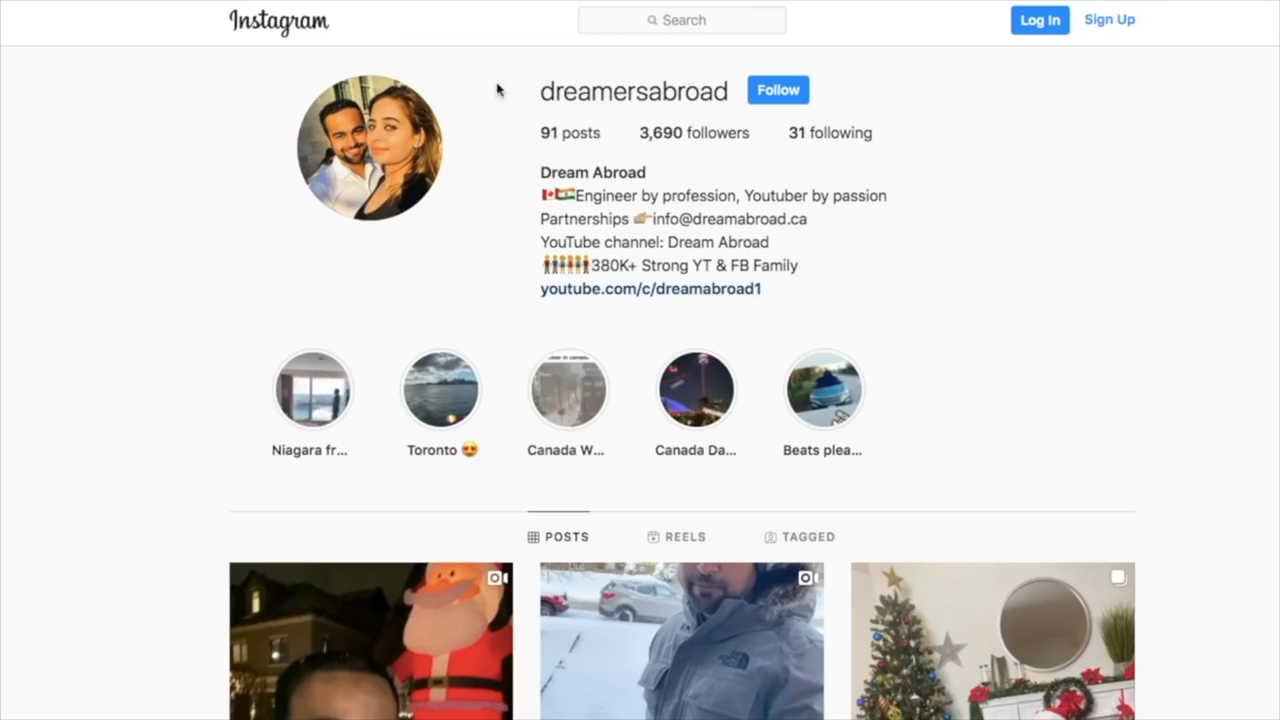 Instagram
Search
Log In
Sign Up
dreamersabroad
Follow
91 posts
3,690 followers
31 following
Dream Abroad
🇨🇦🇮🇳Engineer by profession, Youtuber by passion
Partnerships 👉🏼info@dreamabroad.ca
YouTube channel: Dream Abroad
380K+ Strong YT & FB Family
youtube.com/c/dreamabroad1
Niagara fr...
Toronto 😍
Canada W...
Canada Da...
Beats plea...
POSTS
REELS
TAGGED